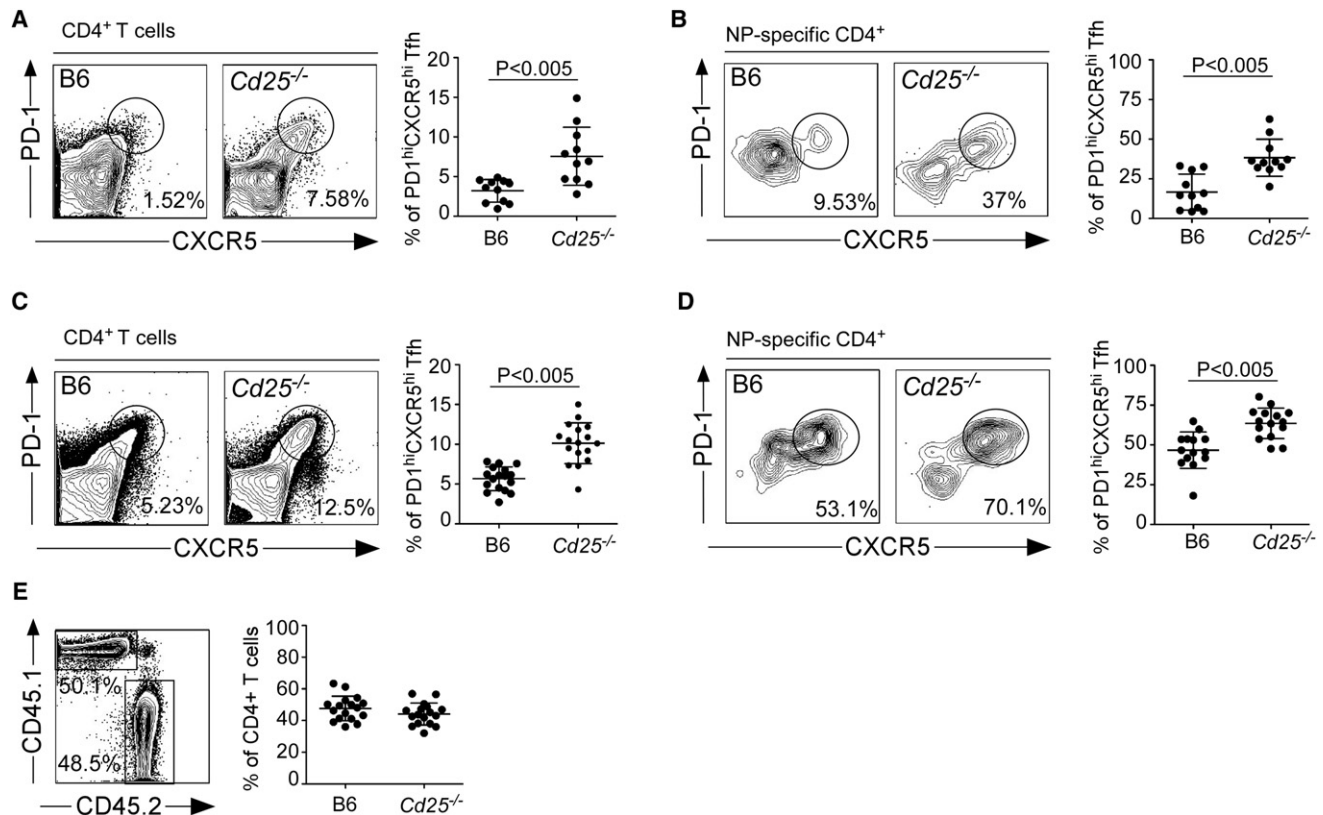 A
CD4⁺ T cells
B6
Cd25⁻/⁻
PD-1
1.52%
7.58%
CXCR5
% of PD1ʰⁱCXCR5ʰⁱ Tfh
20
15
10
5
0
P<0.005
B6
Cd25⁻/⁻
B
NP-specific CD4⁺
B6
Cd25⁻/⁻
PD-1
9.53%
37%
CXCR5
% of PD1ʰⁱCXCR5ʰⁱ Tfh
100
75
50
25
0
P<0.005
B6
Cd25⁻/⁻
C
CD4⁺ T cells
B6
Cd25⁻/⁻
PD-1
5.23%
12.5%
CXCR5
% of PD1ʰⁱCXCR5ʰⁱ Tfh
20
15
10
5
0
P<0.005
B6
Cd25⁻/⁻
D
NP-specific CD4⁺
B6
Cd25⁻/⁻
PD-1
53.1%
70.1%
CXCR5
% of PD1ʰⁱCXCR5ʰⁱ Tfh
100
75
50
25
0
P<0.005
B6
Cd25⁻/⁻
E
CD45.1
50.1%
48.5%
CD45.2
% of CD4+ T cells
100
80
60
40
20
0
B6
Cd25⁻/⁻